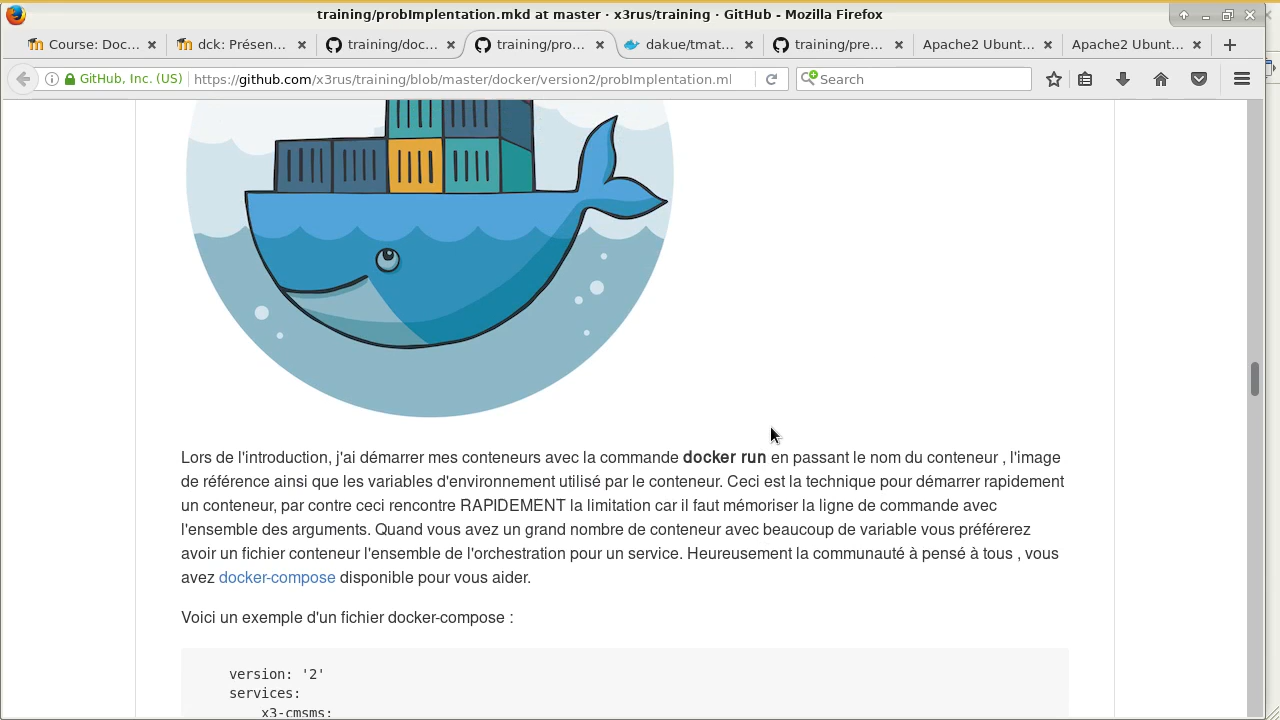 training/probImplentation.mkd at master · x3rus/training · GitHub - Mozilla Firefox
Course: Doc...
dck: Présen...
training/doc...
training/pro...
dakue/tmat...
training/pre...
Apache2 Ubunt...
Apache2 Ubunt...
GitHub, Inc. (US)
https://github.com/x3rus/training/blob/master/docker/version2/probImplentation.ml
Search
Lors de l'introduction, j'ai démarrer mes conteneurs avec la commande docker run en passant le nom du conteneur , l'image
de référence ainsi que les variables d'environnement utilisé par le conteneur. Ceci est la technique pour démarrer rapidement
un conteneur, par contre ceci rencontre RAPIDEMENT la limitation car il faut mémoriser la ligne de commande avec
l'ensemble des arguments. Quand vous avez un grand nombre de conteneur avec beaucoup de variable vous préférerez
avoir un fichier conteneur l'ensemble de l'orchestration pour un service. Heureusement la communauté à pensé à tous , vous
avez docker-compose disponible pour vous aider.
Voici un exemple d'un fichier docker-compose :
version: '2'
services:
x3-cmsms: